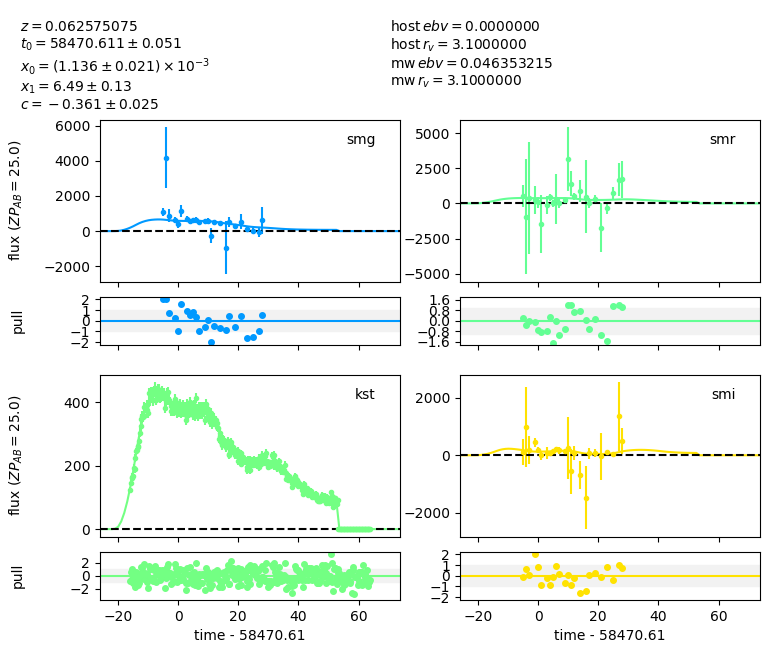 z = 0.062575075
t₀ = 58470.611 ± 0.051
x₀ = (1.136 ± 0.021) × 10⁻³
x₁ = 6.49 ± 0.13
c = −0.361 ± 0.025
host ebv = 0.0000000
host r_v = 3.1000000
mw ebv = 0.046353215
mw r_v = 3.1000000
flux (ZP_AB = 25.0)
6000
4000
2000
0
−2000
smg
5000
2500
0
−2500
−5000
smr
pull
2
1
0
−1
−2
1.6
0.8
0.0
−0.8
−1.6
flux (ZP_AB = 25.0)
400
200
0
kst
2000
0
−2000
smi
pull
2
0
−2
2
1
0
−1
−2
−20 0 20 40 60
−20 0 20 40 60
time - 58470.61
time - 58470.61